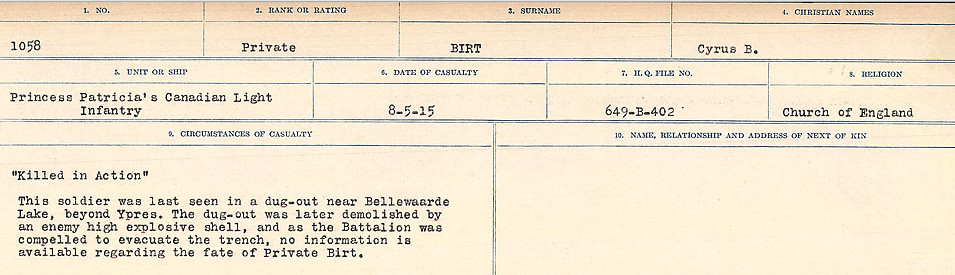 1. NO. 2. RANK OR RATING 3. SURNAME 4. CHRISTIAN NAMES
1058 Private BIRT Cyrus B.
5. UNIT OR SHIP 6. DATE OF CASUALTY 7. H.Q. FILE NO. 8. RELIGION
Princess Patricia's Canadian Light
Infantry 8-5-15 649-B-402 Church of England
9. CIRCUMSTANCES OF CASUALTY 10. NAME, RELATIONSHIP AND ADDRESS OF NEXT OF KIN
"Killed in Action"
This soldier was last seen in a dug-out near Bellewaarde
Lake, beyond Ypres. The dug-out was later demolished by
an enemy high explosive shell, and as the Battalion was
compelled to evacuate the trench, no information is
available regarding the fate of Private Birt.